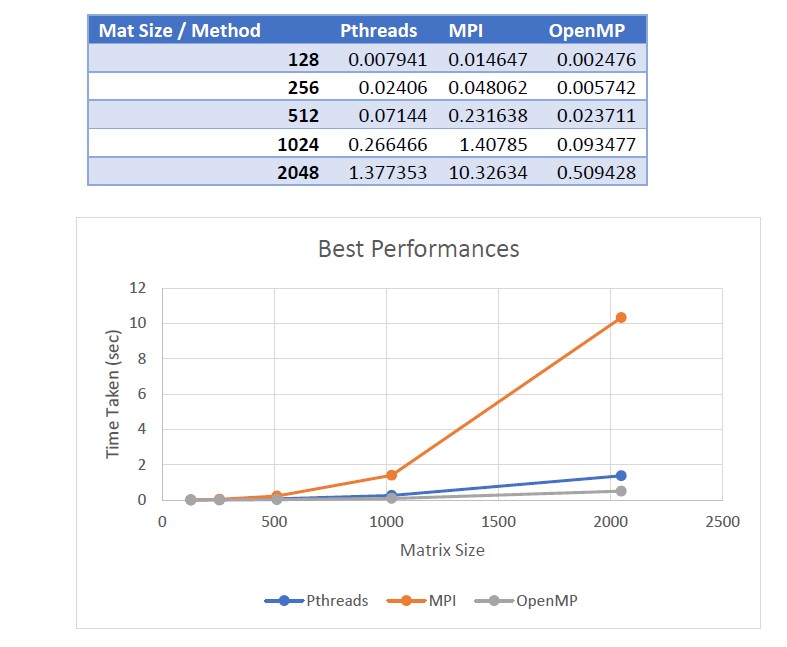 Mat Size / Method Pthreads MPI OpenMP
128 0.007941 0.014647 0.002476
256 0.02406 0.048062 0.005742
512 0.07144 0.231638 0.023711
1024 0.266466 1.40785 0.093477
2048 1.377353 10.32634 0.509428
Best Performances
12
10
8
6
4
2
0
Time Taken (sec)
0 500 1000 1500 2000 2500
Matrix Size
Pthreads MPI OpenMP